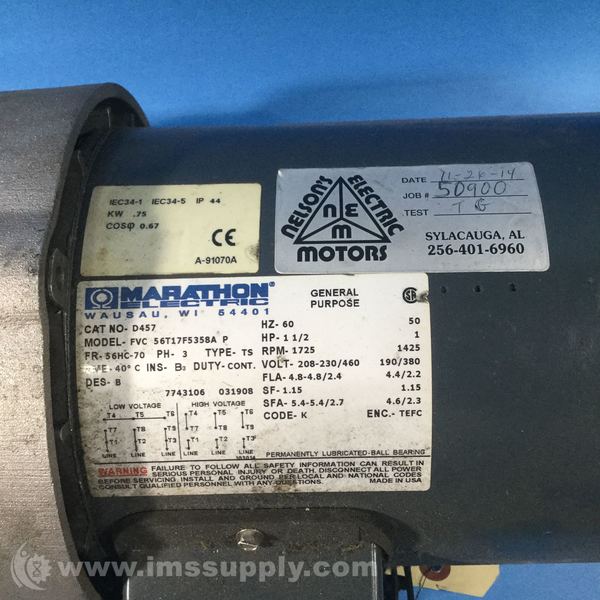 IEC34-1 IEC34-5 IP 44
KW .75
COSφ 0.67
CE
A-91070A
NELSON'S
ELECTRIC
NEM
MOTORS
DATE 11-26-14
JOB # 50900
TEST TG
SYLACAUGA, AL
256-401-6960
MARATHON
ELECTRIC
WAUSAU, WI 54401
GENERAL
PURPOSE
CAT NO- D457
MODEL- FVC 56T17F5358A P
FR- 56HC-70 PH- 3 TYPE- TS
40°C INS- B3 DUTY-CONT.
DES- B
7743106 031908
HZ- 60 50
HP- 1 1/2 1
RPM- 1725 1425
VOLT- 208-230/460 190/380
FLA- 4.8-4.8/2.4 4.4/2.2
SF- 1.15 1.15
SFA- 5.4-5.4/2.7 4.6/2.3
CODE- K ENC.- TEFC
LOW VOLTAGE HIGH VOLTAGE
T4 T5 T6 T4 T5 T6
T7 T8 T9 T7 T8 T9
T1 T2 T3 T1 T2 T3
LINE LINE LINE LINE
PERMANENTLY LUBRICATED-BALL BEARING
WARNING FAILURE TO FOLLOW ALL SAFETY INFORMATION CAN RESULT IN
SERIOUS PERSONAL INJURY OR DEATH. DISCONNECT ALL POWER
BEFORE SERVICING. INSTALL AND GROUND PER LOCAL AND NATIONAL CODES
CONSULT QUALIFIED PERSONNEL WITH ANY QUESTIONS. MADE IN USA
© www.imssupply.com/